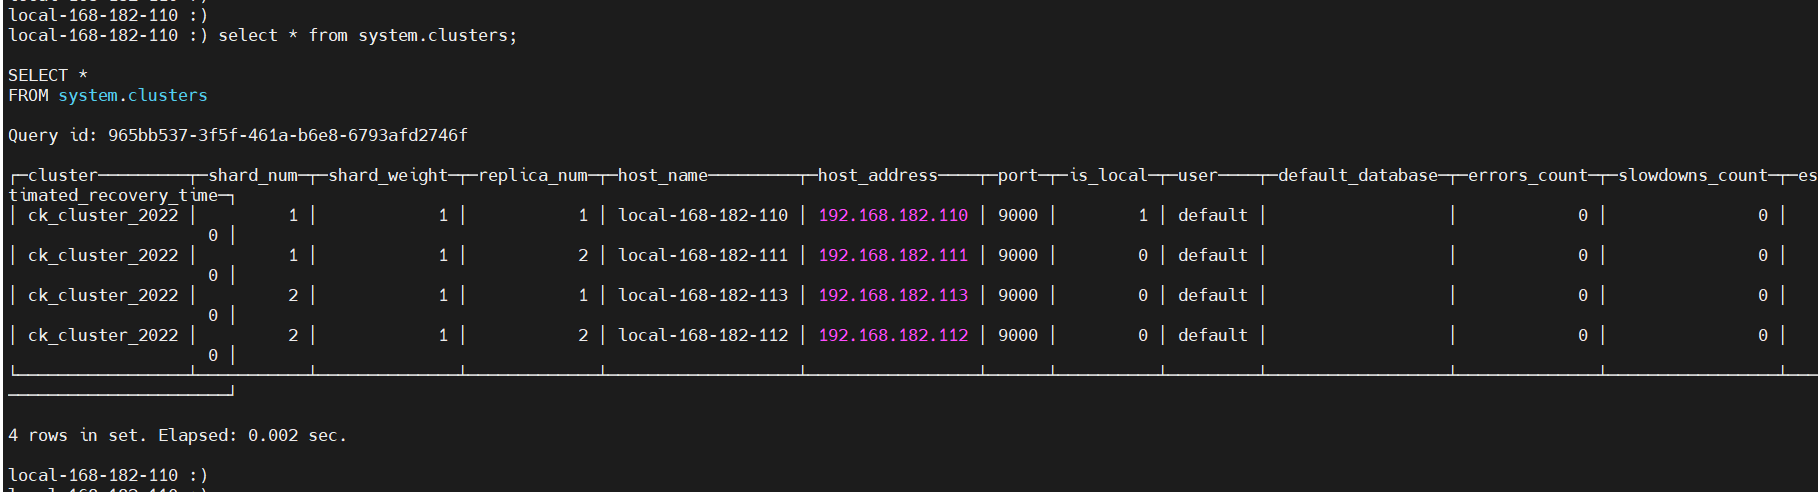 local-168-182-110 :)
local-168-182-110 :) select * from system.clusters;
SELECT *
FROM system.clusters
Query id: 965bb537-3f5f-461a-b6e8-6793afd2746f
┌─cluster─────────┬─shard_num─┬─shard_weight─┬─replica_num─┬─host_name─────────┬─host_address────┬─port─┬─is_local─┬─user────┬─default_database─┬─errors_count─┬─slowdowns_count─┬─es
timated_recovery_time─┐
│ ck_cluster_2022 │ 1 │ 1 │ 1 │ local-168-182-110 │ 192.168.182.110 │ 9000 │ 1 │ default │ │ 0 │ 0 │
0 │
│ ck_cluster_2022 │ 1 │ 1 │ 2 │ local-168-182-111 │ 192.168.182.111 │ 9000 │ 0 │ default │ │ 0 │ 0 │
0 │
│ ck_cluster_2022 │ 2 │ 1 │ 1 │ local-168-182-113 │ 192.168.182.113 │ 9000 │ 0 │ default │ │ 0 │ 0 │
0 │
│ ck_cluster_2022 │ 2 │ 1 │ 2 │ local-168-182-112 │ 192.168.182.112 │ 9000 │ 0 │ default │ │ 0 │ 0 │
0 │
4 rows in set. Elapsed: 0.002 sec.
local-168-182-110 :)